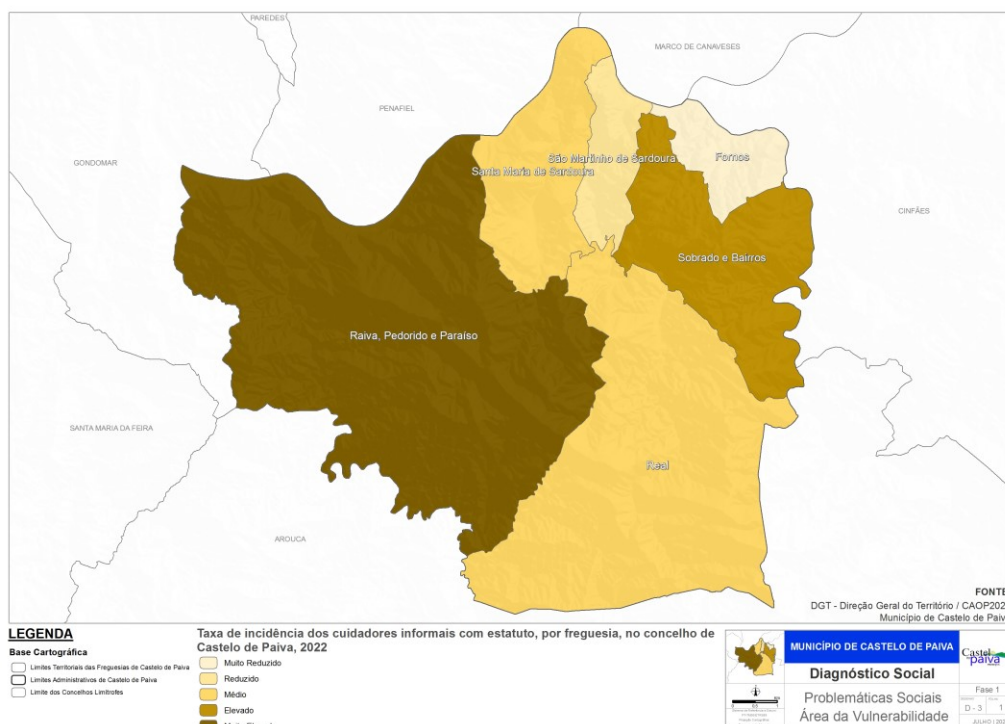 PAREDES
MARCO DE CANAVESES
PENAFIEL
GONDOMAR
São Martinho de Sardoura
Fornos
Santa Maria de Sardoura
CINFÃES
Sobrado e Bairros
Raiva, Pedorido e Paraíso
SANTA MARIA DA FEIRA
Real
AROUCA
FONTE
DGT - Direção Geral do Território / CAOP202
Município de Castelo de Paiv
LEGENDA
Base Cartográfica
Limites Territoriais das Freguesias de Castelo de Paiva
Limites Administrativos de Castelo de Paiva
Limite dos Concelhos Limítrofes
Taxa de incidência dos cuidadores informais com estatuto, por freguesia, no concelho de
Castelo de Paiva, 2022
Muito Reduzido
Reduzido
Médio
Elevado
MUNICÍPIO DE CASTELO DE PAIVA
Diagnóstico Social
Problemáticas Sociais
Área da Vulnerabilidade
Castel
paiva
Fase 1
D - 3